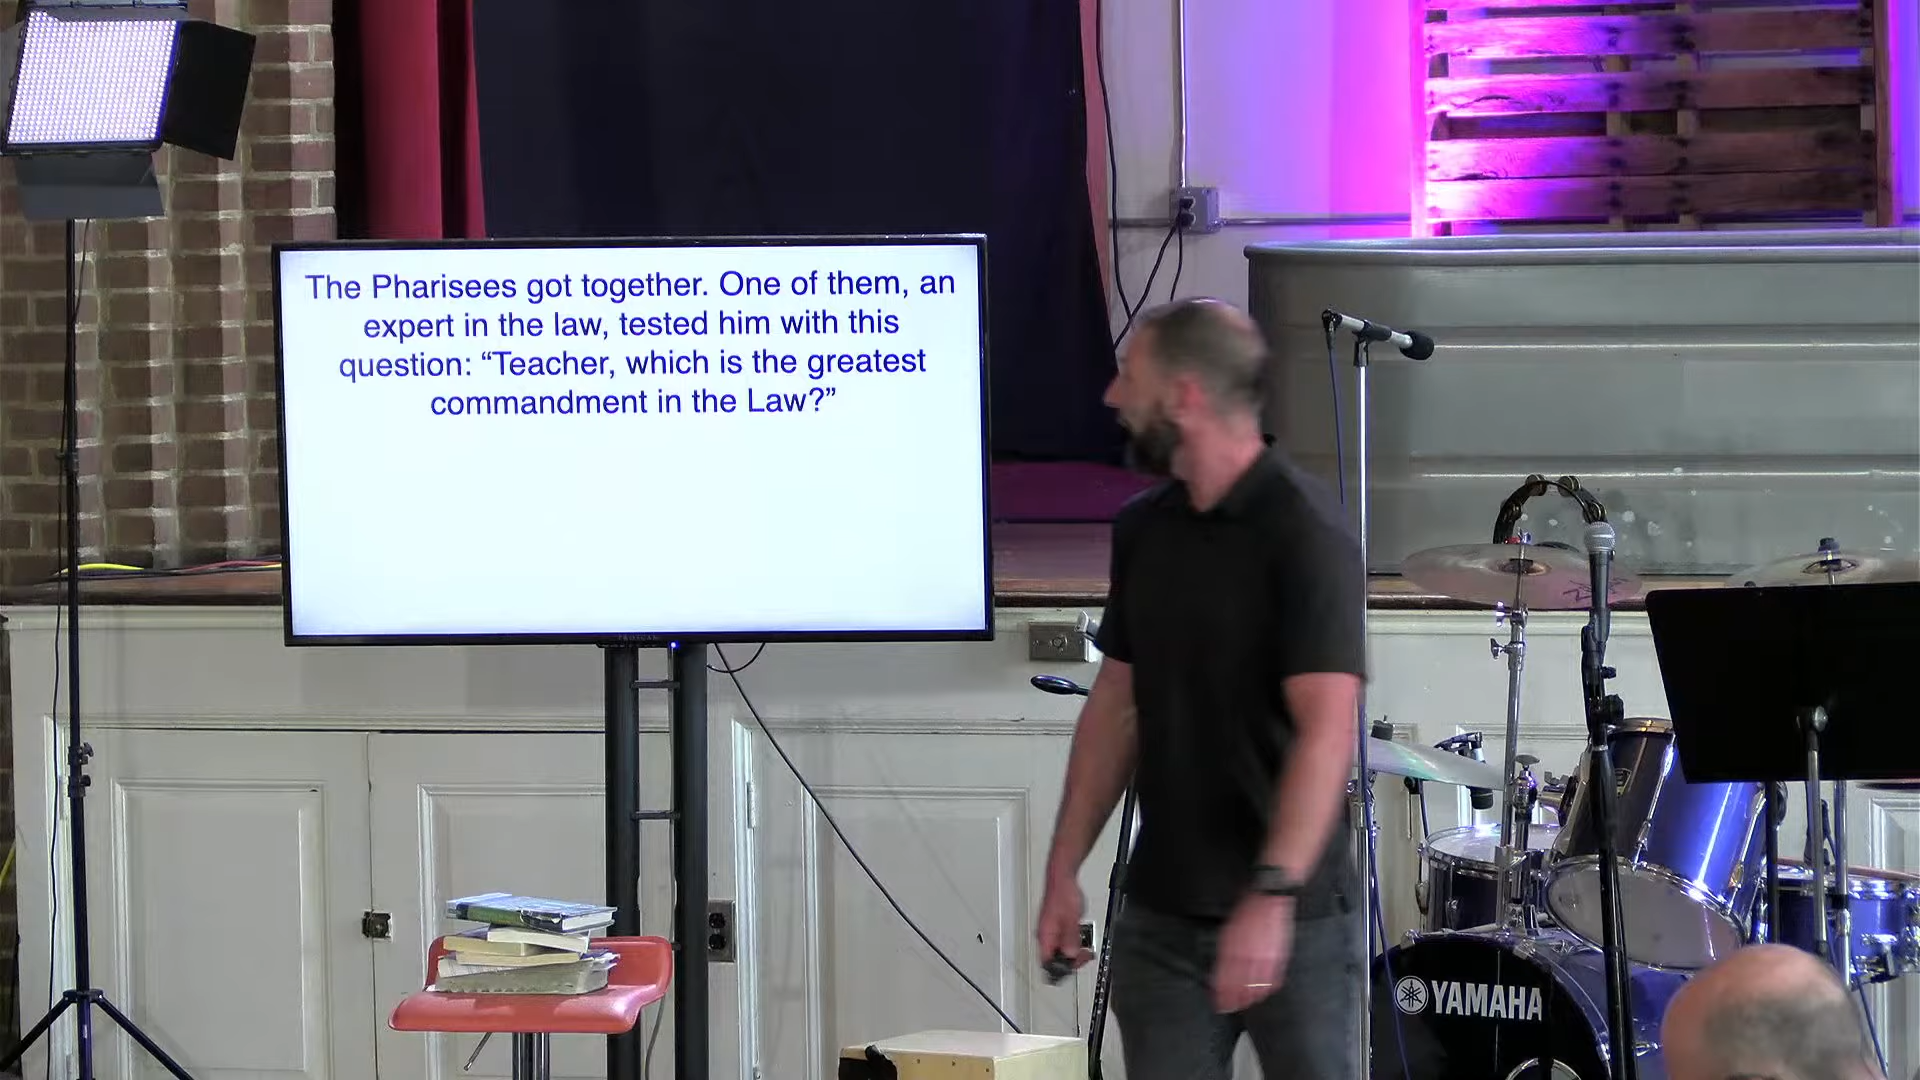 The Pharisees got together. One of them, an
expert in the law, tested him with this
question: “Teacher, which is the greatest
commandment in the Law?”
YAMAHA